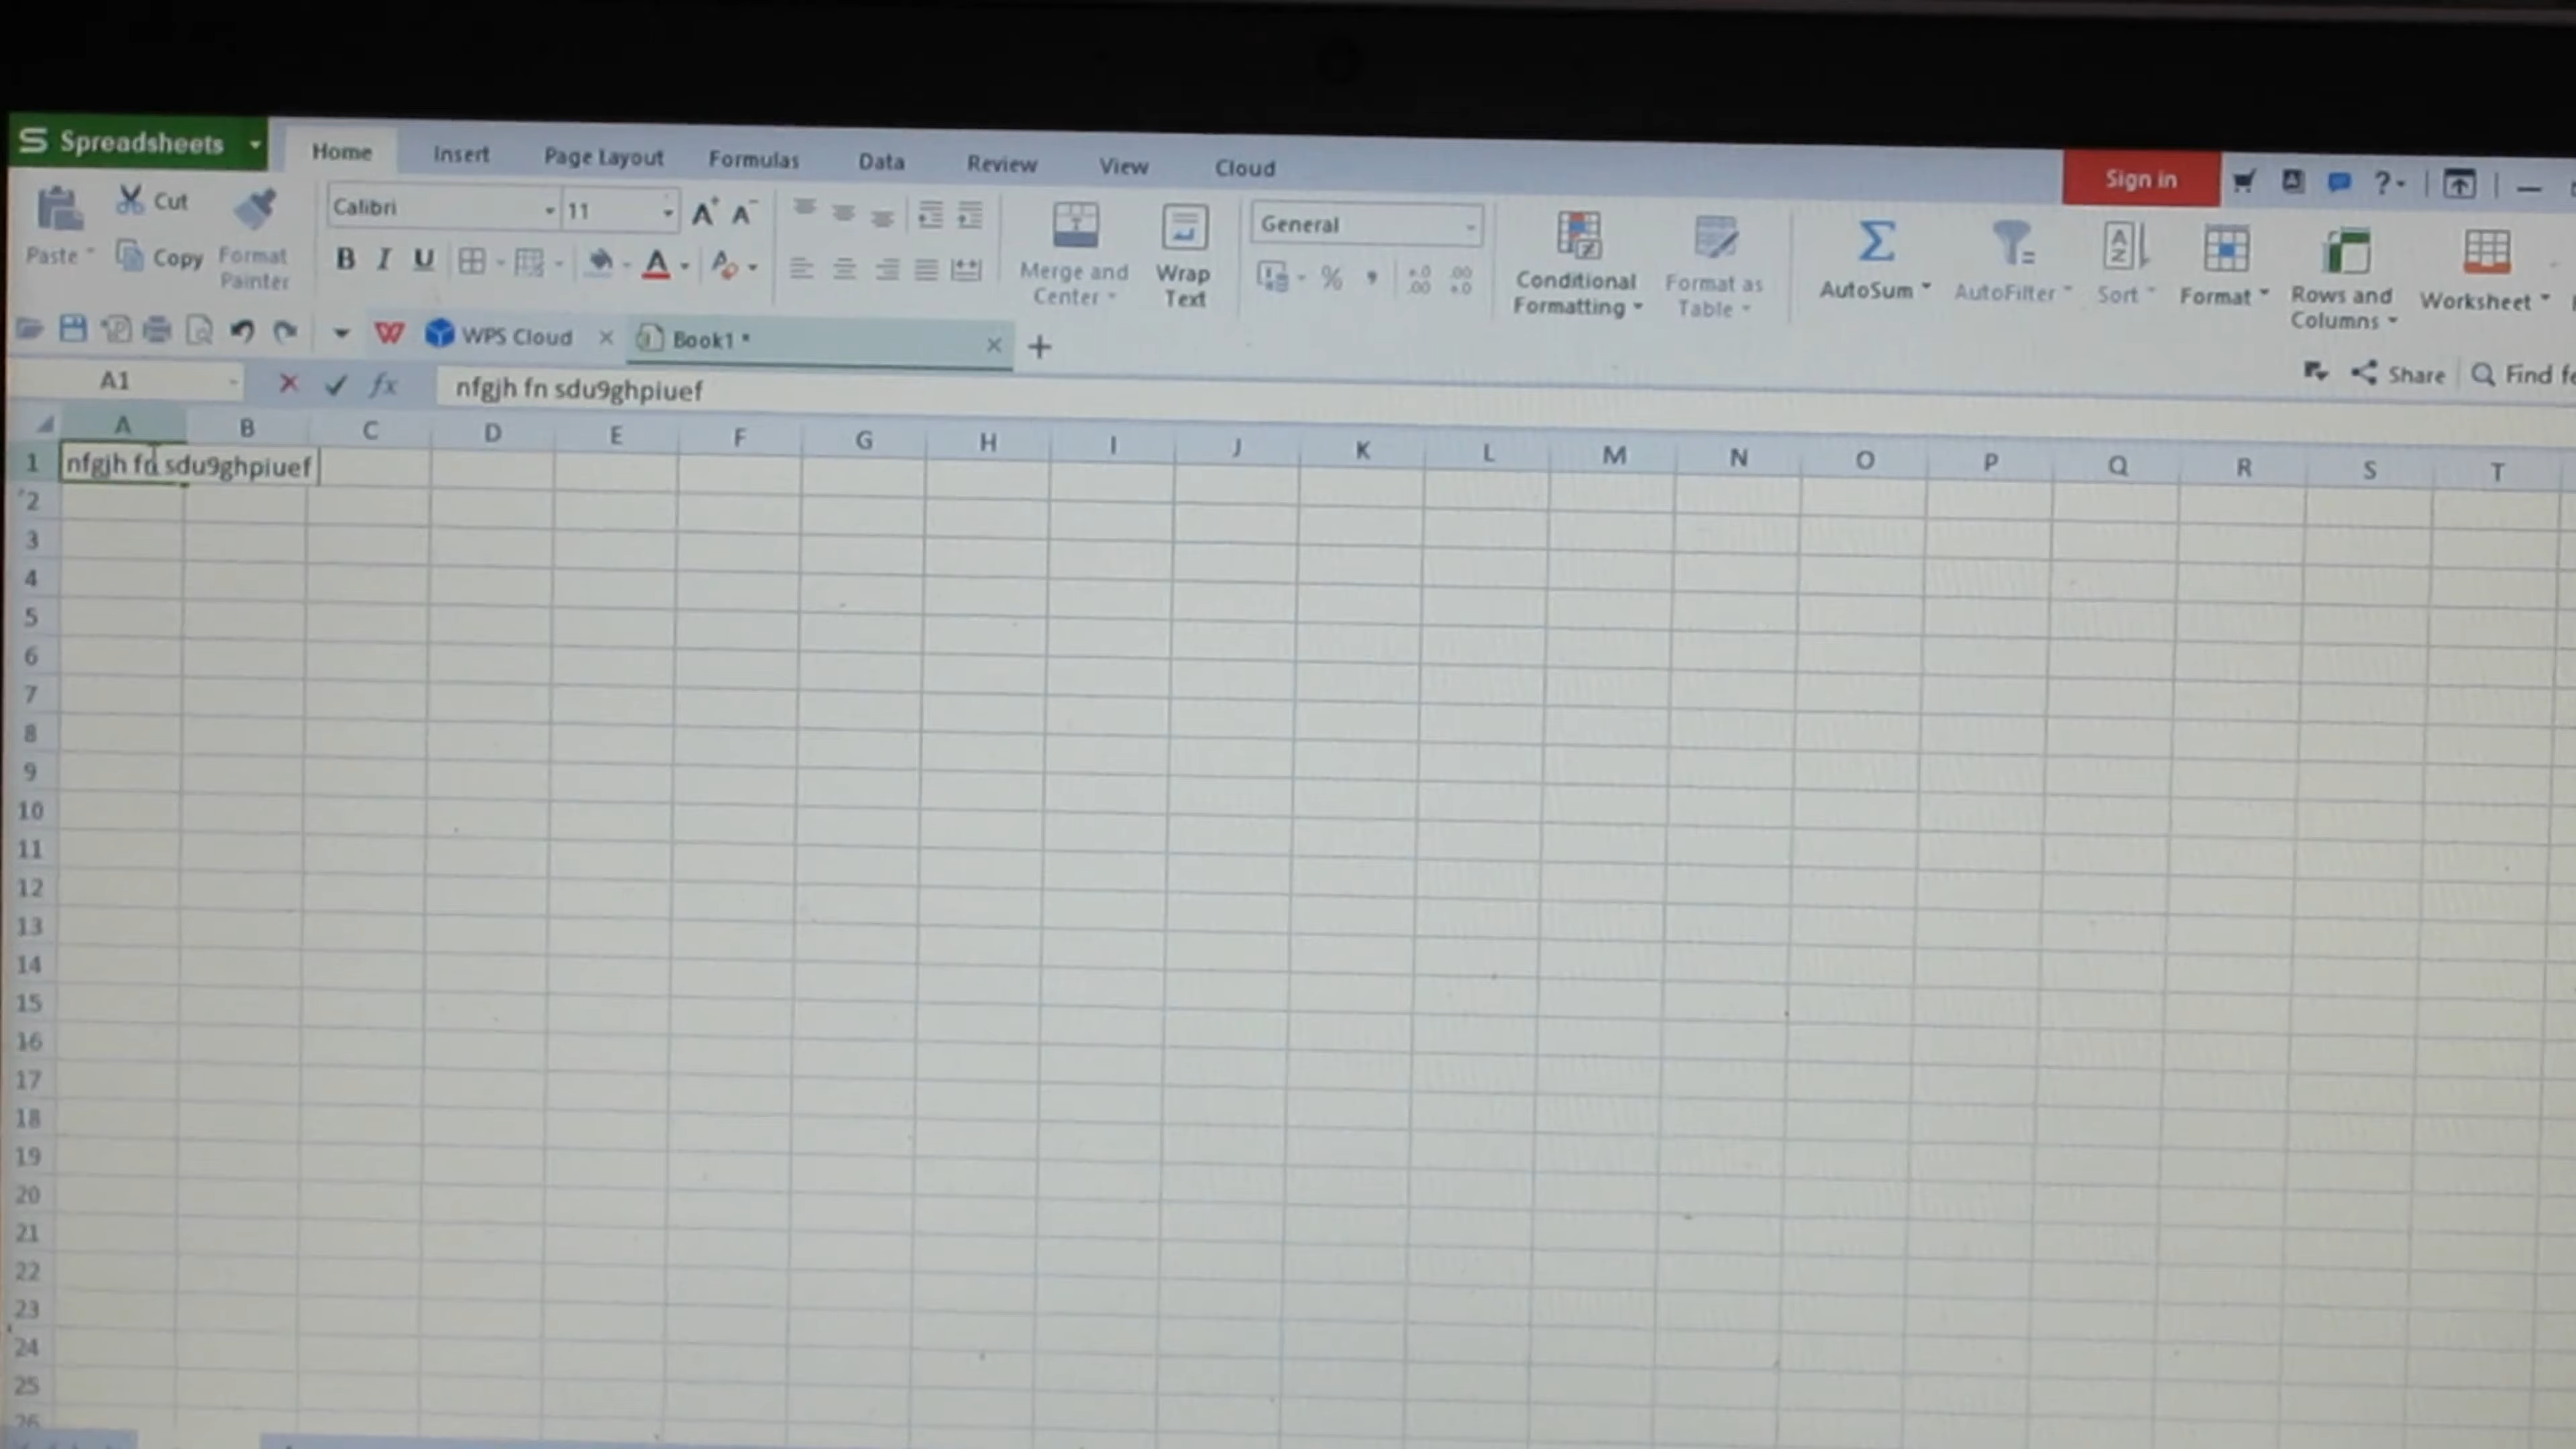 Spreadsheets
Home Insert Page Layout Formulas Data Review View Cloud
Sign in
?
Paste
Cut
Copy
Format Painter
Calibri 11
A+ A-
B I U A
Merge and Center
Wrap Text
General
% ,
Conditional Formatting
Format as Table
AutoSum
AutoFilter
Sort
Format
Rows and Columns
Worksheet
WPS Cloud
Book1 *
Share
Find fe
A1
fx
nfgjh fn sdu9ghpiuef
A B C D E F G H I J K L M N O P Q R S T
1 nfgjh fn sdu9ghpiuef
2
3
4
5
6
7
8
9
10
11
12
13
14
15
16
17
18
19
20
21
22
23
24
25
26